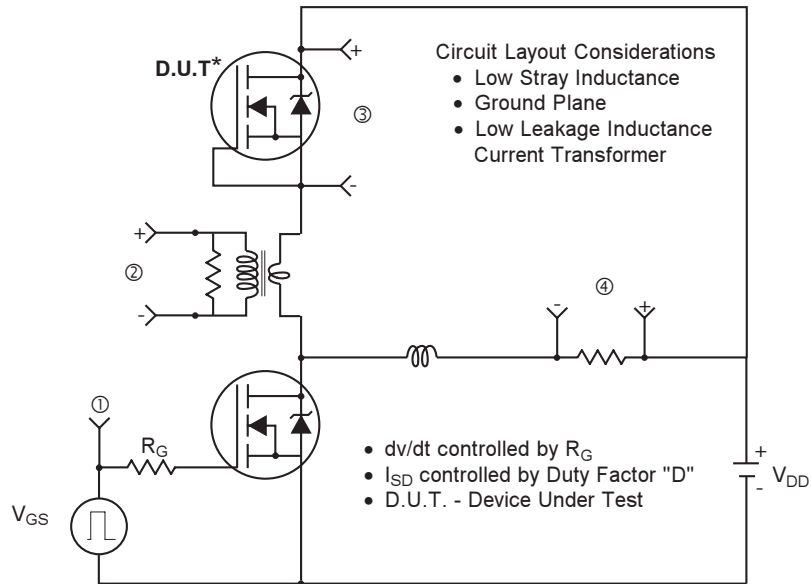 D.U.T*
+
③
-
Circuit Layout Considerations
• Low Stray Inductance
• Ground Plane
• Low Leakage Inductance
Current Transformer
+
②
-
④
-
+
①
R_G
V_GS
• dv/dt controlled by R_G
• I_SD controlled by Duty Factor "D"
• D.U.T. - Device Under Test
+
-
V_DD